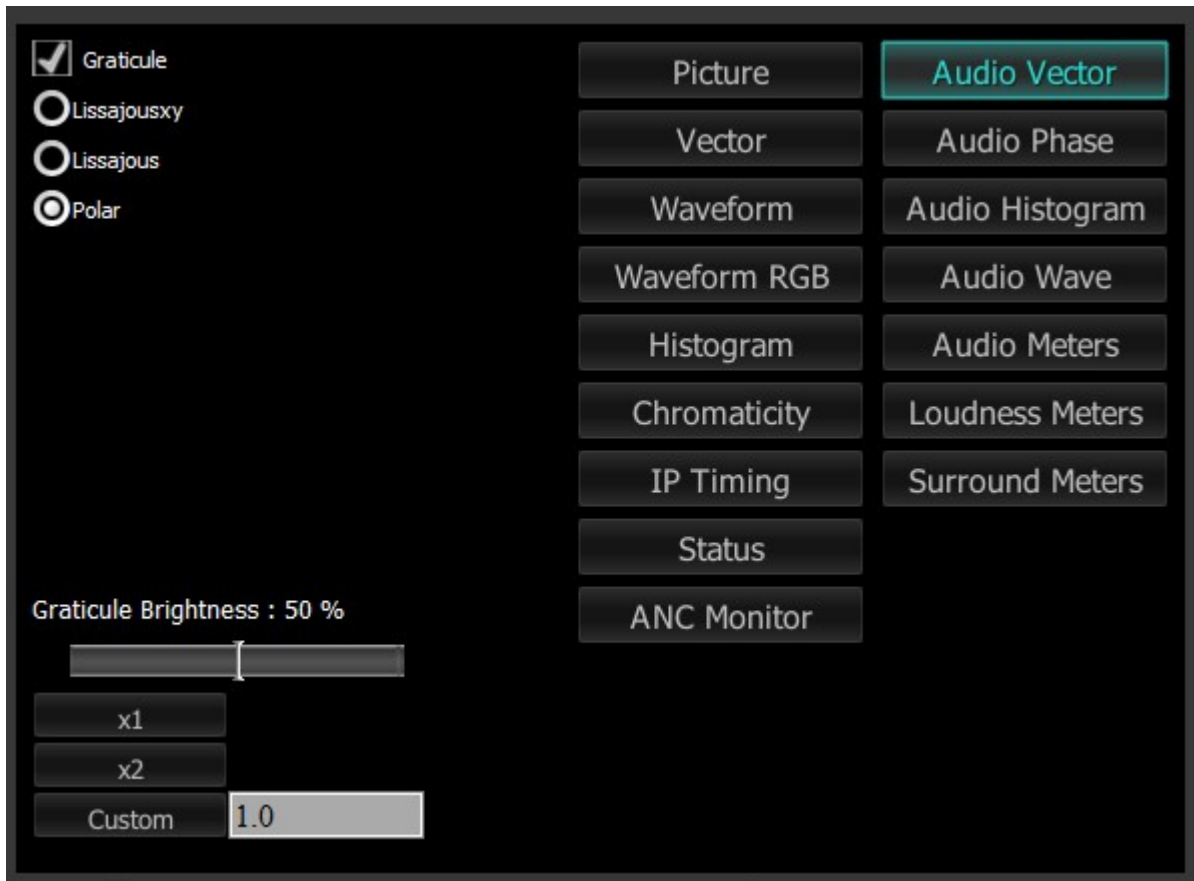 Graticule
Lissajousxy
Lissajous
Polar
Graticule Brightness : 50 %
x1
x2
Custom 1.0
Picture
Vector
Waveform
Waveform RGB
Histogram
Chromaticity
IP Timing
Status
ANC Monitor
Audio Vector
Audio Phase
Audio Histogram
Audio Wave
Audio Meters
Loudness Meters
Surround Meters